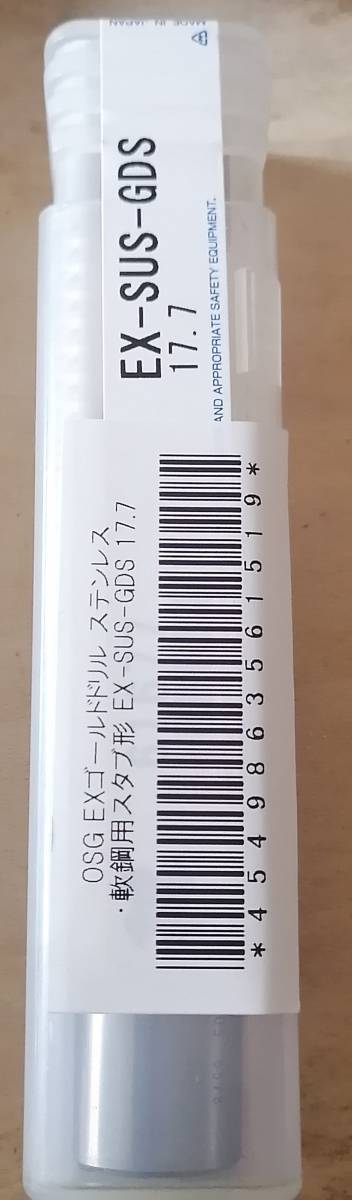 MADE IN JAPAN
EX-SUS-GDS
17.7
AND APPROPRIATE SAFETY EQUIPMENT.
OSG EXゴールドドリル ステンレス
・軟鋼用スタブ形 EX-SUS-GDS 17.7
*4549863561519*